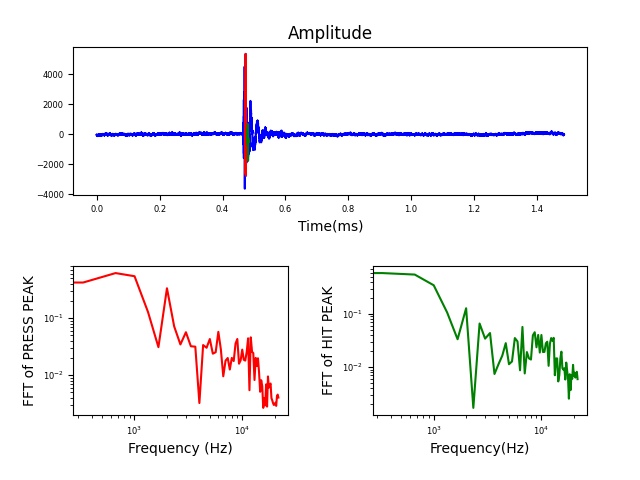 Amplitude
4000
2000
0
−2000
−4000
0.0 0.2 0.4 0.6 0.8 1.0 1.2 1.4
Time(ms)
FFT of PRESS PEAK
10⁻¹
10⁻²
10³ 10⁴
Frequency (Hz)
FFT of HIT PEAK
10⁻¹
10⁻²
10³ 10⁴
Frequency(Hz)